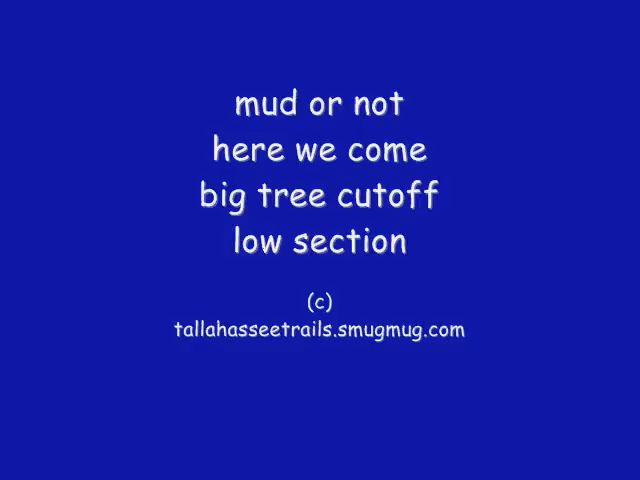 mud or not
here we come
big tree cutoff
low section
(c)
tallahasseetrails.smugmug.com